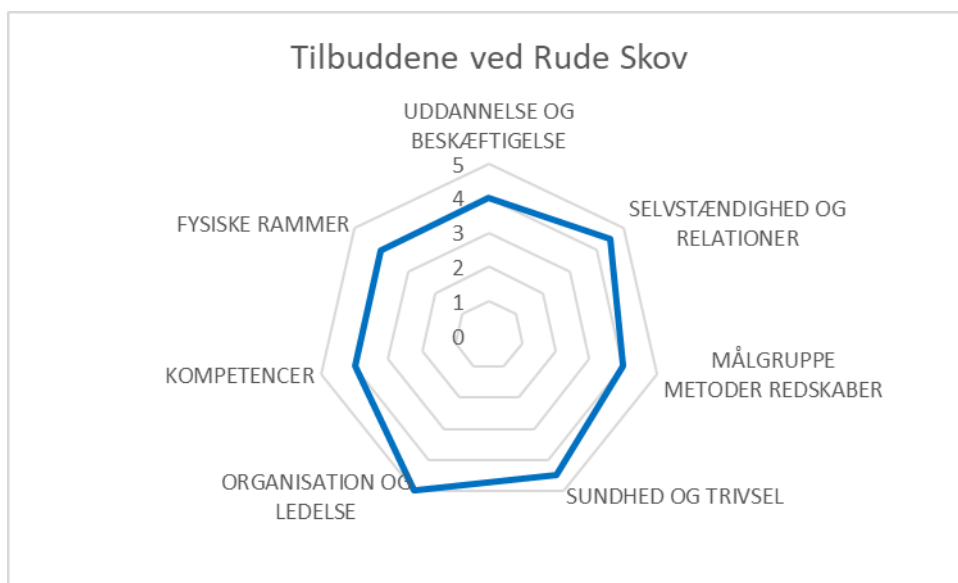 Tilbuddene ved Rude Skov
UDDANNELSE OG
BESKÆFTIGELSE
SELVSTÆNDIGHED OG
RELATIONER
MÅLGRUPPE
METODER REDSKABER
SUNDHED OG TRIVSEL
ORGANISATION OG
LEDELSE
KOMPETENCER
FYSISKE RAMMER
5
4
3
2
1
0